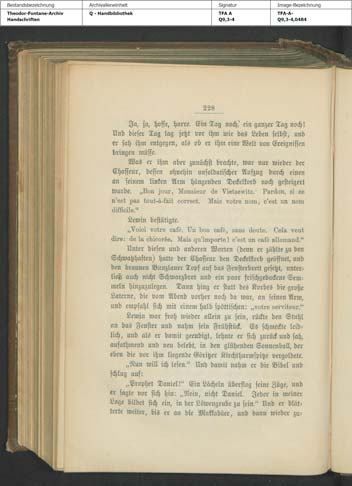 Bestandsbezeichnung
Theodor-Fontane-Archiv
Handschriften
Archivalieneinheit
Q - Handbibliothek
Signatur
TFA A
Q9,3-4
Image-Bezeichnung
TFA-A-
Q9,3-4,0484
228
Ja, ja, hoffe, harre. Ein Tag noch, ein ganzer Tag noch!
Und dieser Tag lag jetzt vor ihm wie das Leben selbst, und
er sah ihm entgegen, als ob er ihm eine Welt von Ereignissen
bringen müsse.
Was er ihm aber zunächst brachte, war nur wieder der
Chasseur, dessen ohnehin unsoldatischer Aufzug durch einen
an seinem linken Arm hängenden Deckelkorb noch gesteigert
wurde. „Bon jour, Monsieur de Vietzewitz. Pardon, si ce
n'est pas tout-à-fait correct. Mais votre nom, c'est un nom
difficile.“
Lewin bestätigte.
„Voici votre café. Un bon café, sans doute. Cela veut
dire: de la chicorée. Mais qu'importe! c'est un café allemand.“
Unter diesen und anderen Worten (denn er zählte zu den
Schwatzhaften) hatte der Chasseur den Deckelkorb geöffnet, und
den braunen Bunzlauer Topf auf das Fensterbrett gesetzt, unter-
ließ auch nicht Schwarzbrot und ein paar frischgebackene Sem-
meln hinzuzulegen. Dann hing er statt des Korbes die große
Laterne, die vom Abend vorher noch da war, an seinen Arm,
und empfahl sich mit einem halb spöttischen: „votre serviteur.“
Lewin war froh wieder allein zu sein, rückte den Stuhl
an das Fenster und nahm sein Frühstück. Es schmeckte leid-
lich, und als er damit geendigt, lehnte er sich zurück und sah,
aufathmend und neu belebt, in den glühenden Sonnenball, der
eben die vor ihm liegende Göritzer Kirchthurmspitze vergoldete.
„Nun will ich lesen.“ Und damit nahm er die Bibel und
schlug auf:
„Prophet Daniel!“ Ein Lächeln überflog seine Züge, und
er sagte vor sich hin: „Nein, nicht Daniel. Jeder in meiner
Lage bildet sich ein, in der Löwengrube zu sein.“ Und er blät-
terte weiter, bis er an die Makkabäer, und dann wieder zu-